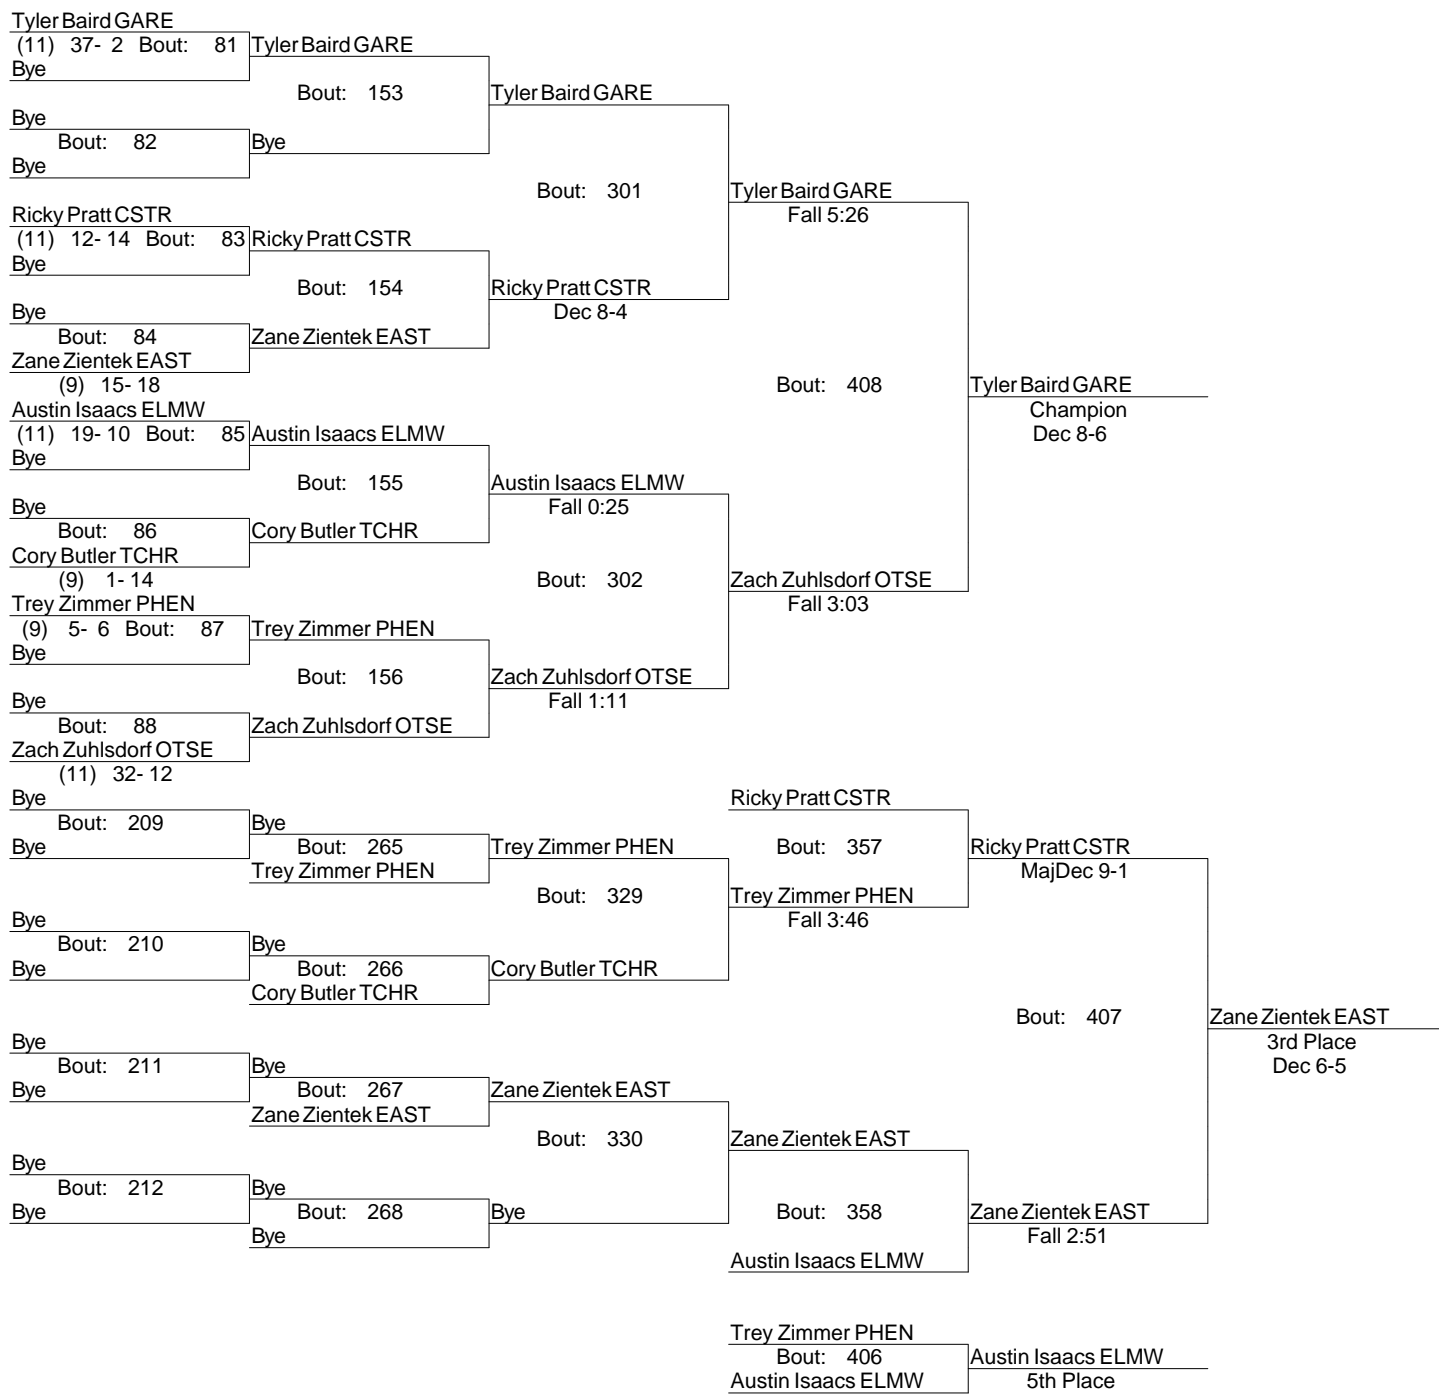 Tyler Baird GARE
(11) 37- 2 Bout: 81 Tyler Baird GARE
Bye
Bout: 153 Tyler Baird GARE
Bye
Bout: 82 Bye
Bye
Bout: 301 Tyler Baird GARE
Fall 5:26
Ricky Pratt CSTR
(11) 12- 14 Bout: 83 Ricky Pratt CSTR
Bye
Bout: 154 Ricky Pratt CSTR
Bye Dec 8-4
Bout: 84 Zane Zientek EAST
Zane Zientek EAST
(9) 15- 18 Bout: 408 Tyler Baird GARE
Austin Isaacs ELMW Champion
(11) 19- 10 Bout: 85 Austin Isaacs ELMW Dec 8-6
Bye
Bout: 155 Austin Isaacs ELMW
Bye Fall 0:25
Bout: 86 Cory Butler TCHR
Cory Butler TCHR
(9) 1- 14 Bout: 302 Zach Zuhlsdorf OTSE
Trey Zimmer PHEN Fall 3:03
(9) 5- 6 Bout: 87 Trey Zimmer PHEN
Bye
Bout: 156 Zach Zuhlsdorf OTSE
Bye Fall 1:11
Bout: 88 Zach Zuhlsdorf OTSE
Zach Zuhlsdorf OTSE
(11) 32- 12
Bye Ricky Pratt CSTR
Bout: 209 Bye
Bye Bout: 265 Trey Zimmer PHEN Bout: 357 Ricky Pratt CSTR
Trey Zimmer PHEN MajDec 9-1
Bout: 329 Trey Zimmer PHEN
Bye Fall 3:46
Bout: 210 Bye
Bye Bout: 266 Cory Butler TCHR
Cory Butler TCHR
Bout: 407 Zane Zientek EAST
Bye 3rd Place
Bout: 211 Bye Dec 6-5
Bye Bout: 267 Zane Zientek EAST
Zane Zientek EAST
Bout: 330 Zane Zientek EAST
Bye
Bout: 212 Bye
Bye Bout: 268 Bye Bout: 358 Zane Zientek EAST
Bye Fall 2:51
Austin Isaacs ELMW
Trey Zimmer PHEN
Bout: 406 Austin Isaacs ELMW
Austin Isaacs ELMW 5th Place